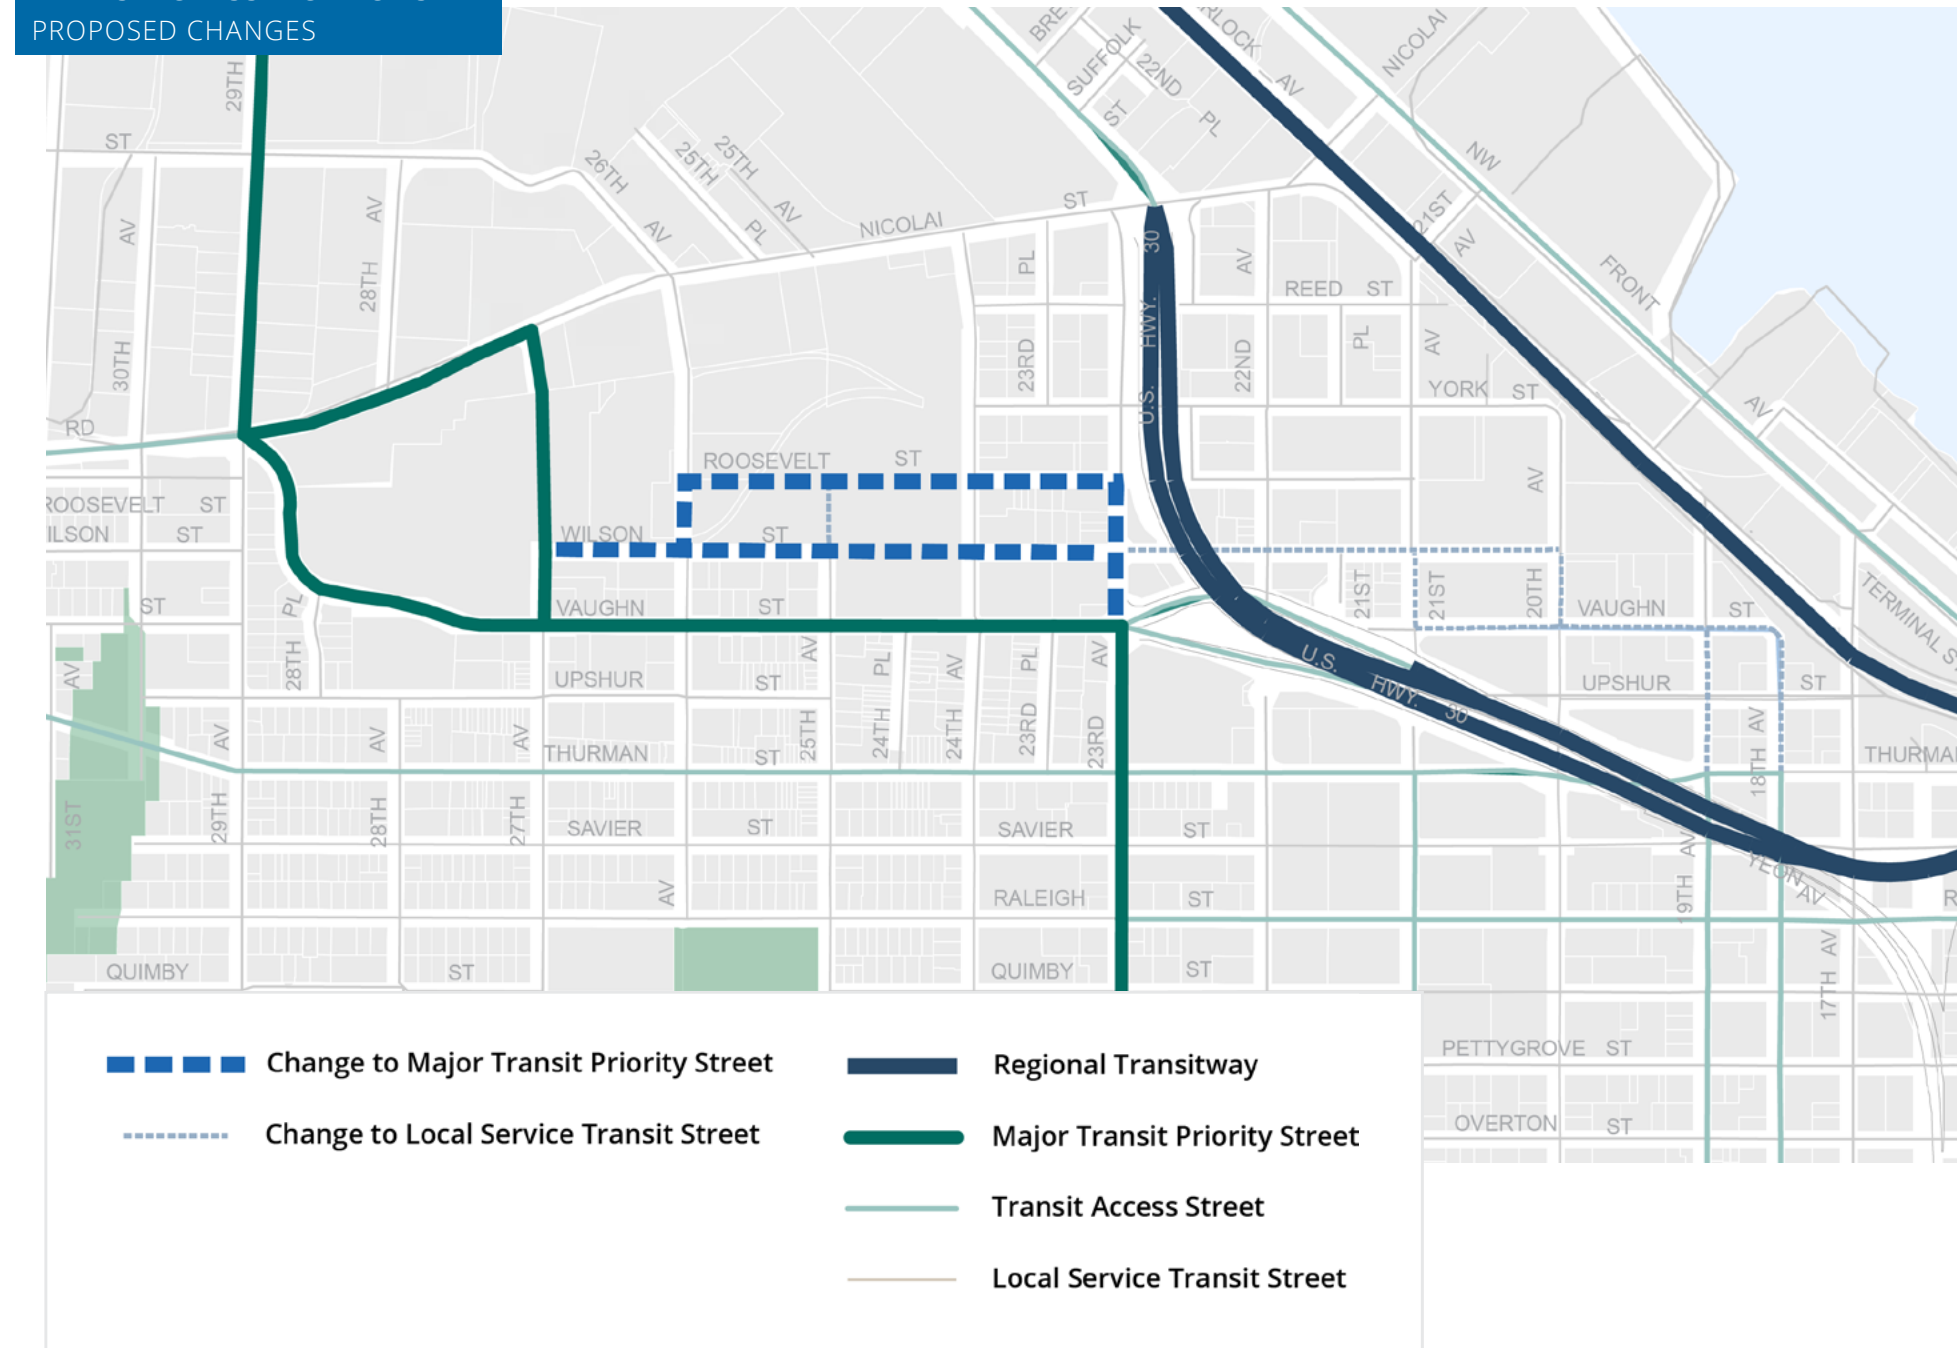 PROPOSED CHANGES
29TH
ST
AV
30TH
28TH
AV
26TH
AV
25TH
PL
25TH
AV
NICOLAI
ST
SUFFOLK
ST
22ND
PL
AV
NICOLAI
NW
FRONT
AV
21ST
AV
TERMINAL
23RD
PL
U.S.
HWY.
30
22ND
AV
REED
ST
PL
AV
YORK
ST
AV
RD
ROOSEVELT
ST
ROOSEVELT
ST
ST
WILSON
ST
ST
28TH
PL
VAUGHN
ST
21ST
21ST
20TH
VAUGHN
ST
AV
UPSHUR
ST
AV
25TH
24TH
PL
24TH
AV
23RD
PL
23RD
AV
U.S.
HWY.
30
UPSHUR
ST
29TH
AV
28TH
AV
27TH
AV
THURMAN
ST
18TH
AV
31ST
SAVIER
ST
SAVIER
ST
19TH
AV
YEON
AV
AV
RALEIGH
ST
QUIMBY
ST
QUIMBY
ST
17TH
AV
PETTYGROVE
ST
OVERTON
ST
Change to Major Transit Priority Street
Change to Local Service Transit Street
Regional Transitway
Major Transit Priority Street
Transit Access Street
Local Service Transit Street